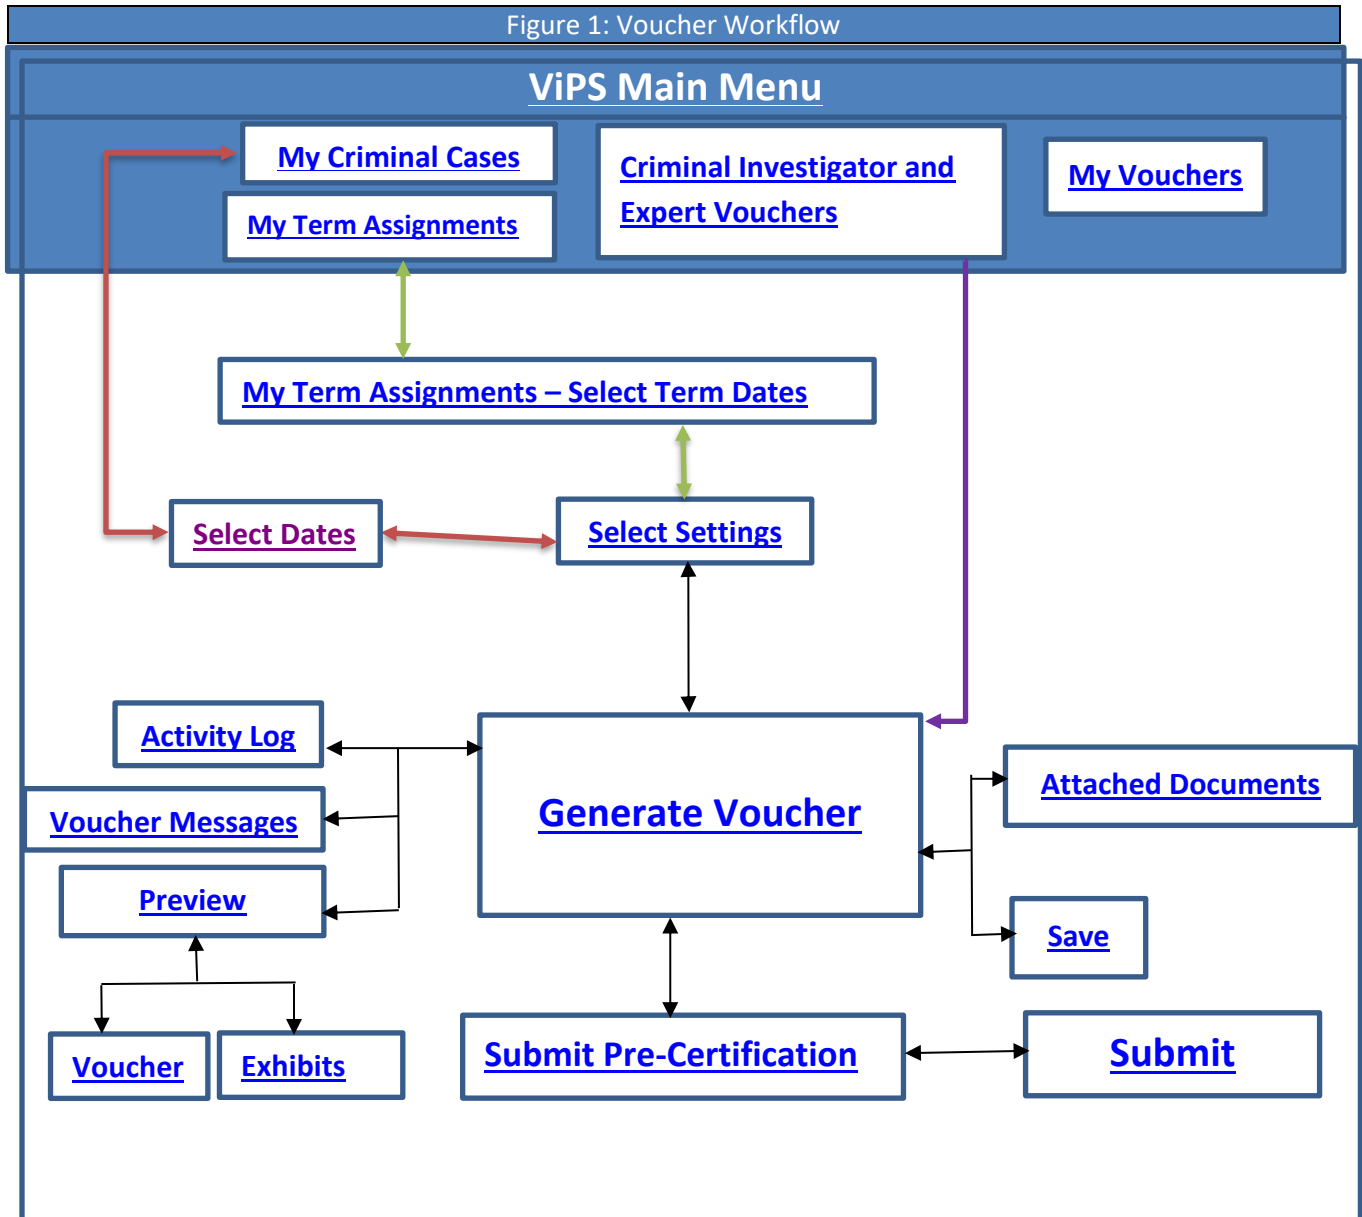 Figure 1: Voucher Workflow
ViPS Main Menu
My Criminal Cases
My Term Assignments
Criminal Investigator and
Expert Vouchers
My Vouchers
My Term Assignments – Select Term Dates
Select Dates
Select Settings
Activity Log
Voucher Messages
Preview
Voucher
Exhibits
Generate Voucher
Attached Documents
Save
Submit Pre-Certification
Submit